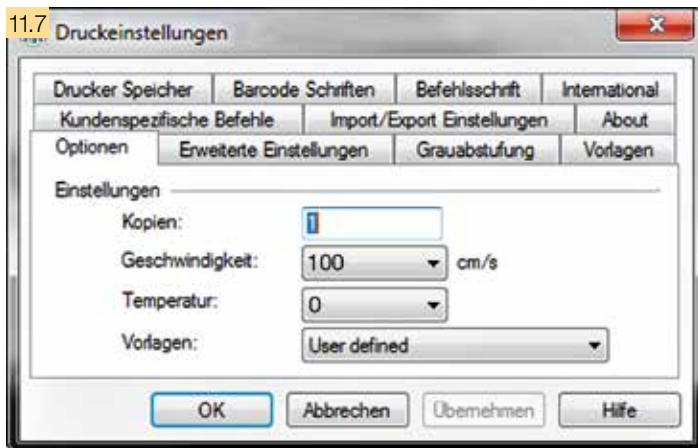 11.7
Druckeinstellungen
Drucker Speicher Barcode Schriften Befehlsschrift International
Kundenspezifische Befehle Import/Export Einstellungen About
Optionen Erweiterte Einstellungen Grauabstufung Vorlagen
Einstellungen
Kopien: 1
Geschwindigkeit: 100 cm/s
Temperatur: 0
Vorlagen: User defined
OK Abbrechen Übernehmen Hilfe